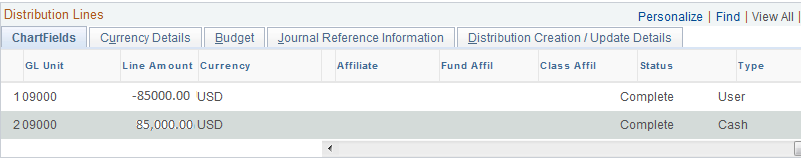 Distribution Lines
Personalize | Find | View All |
ChartFields Currency Details Budget Journal Reference Information Distribution Creation / Update Details
GL Unit Line Amount Currency Affiliate Fund Affil Class Affil Status Type
1 09000 -85000.00 USD Complete User
2 09000 85,000.00 USD Complete Cash